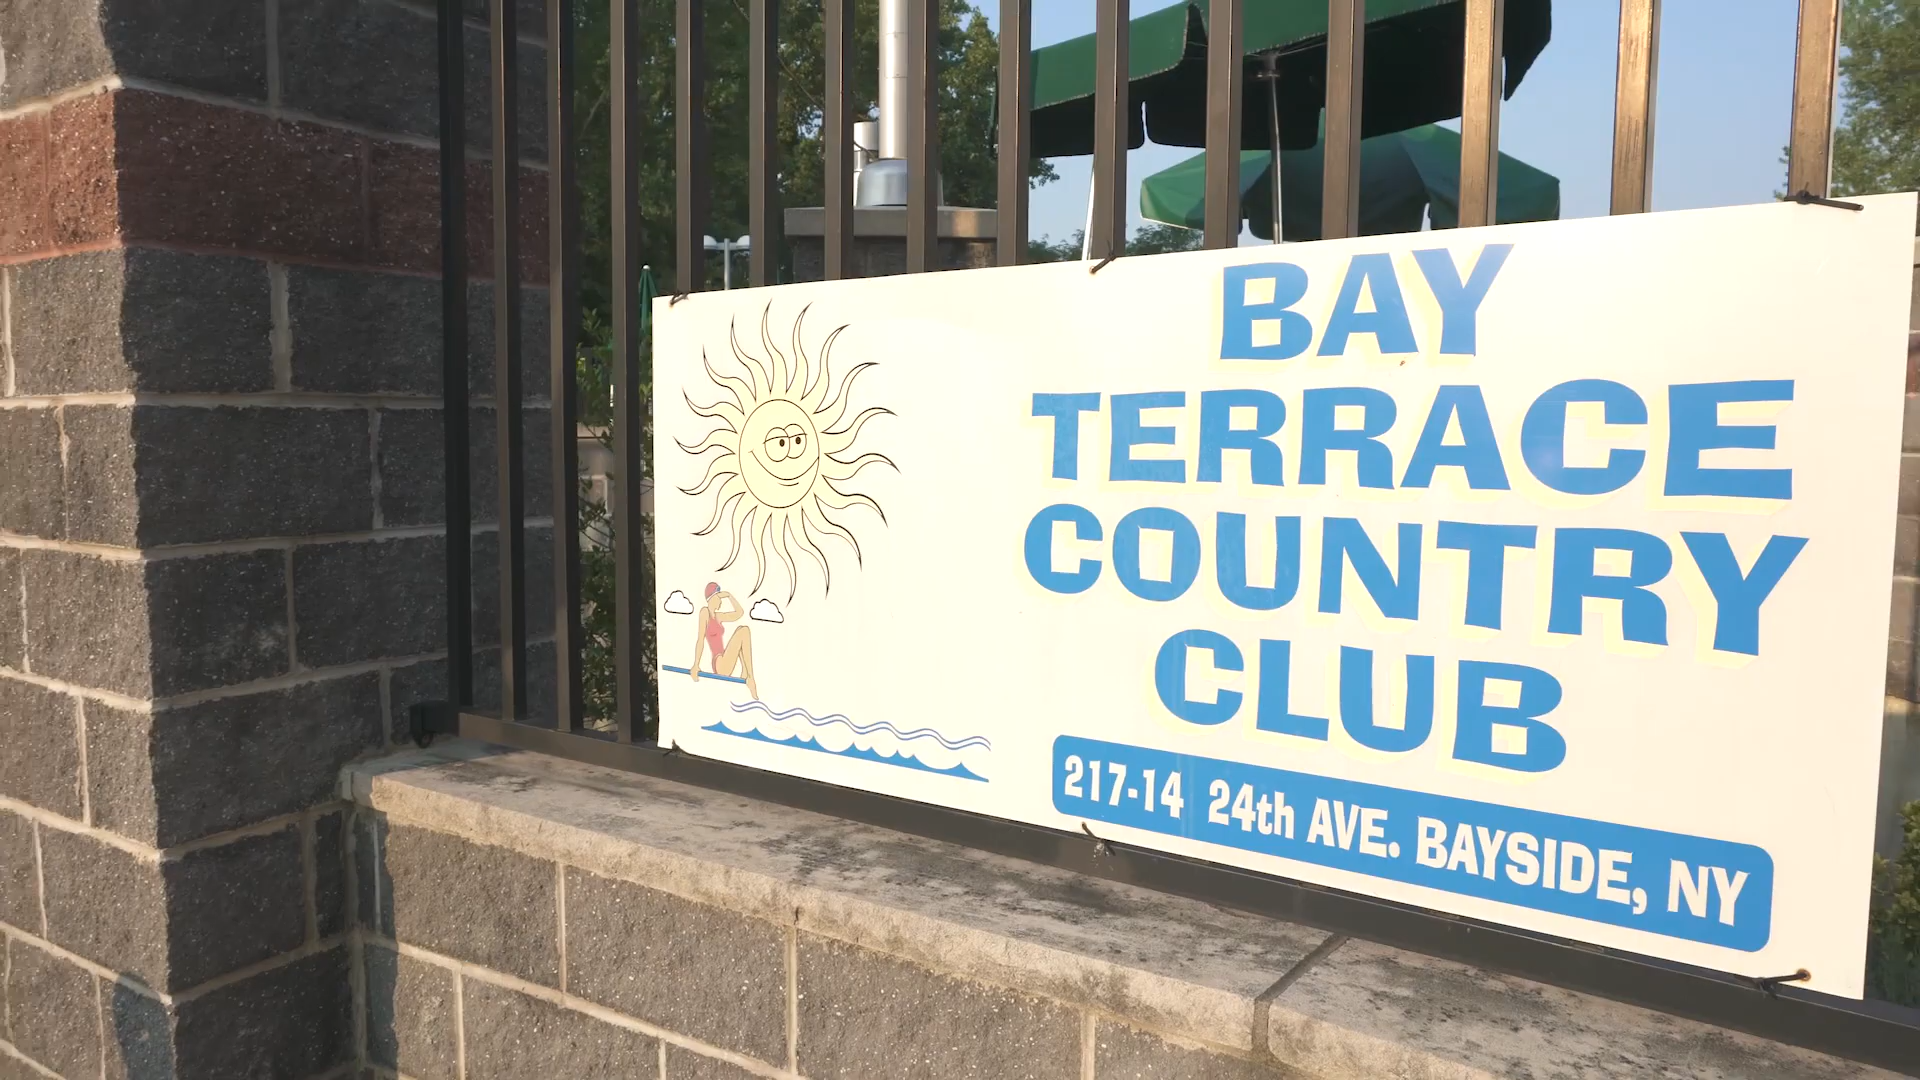 BAY
TERRACE
COUNTRY
CLUB
217-14 24th AVE. BAYSIDE, NY